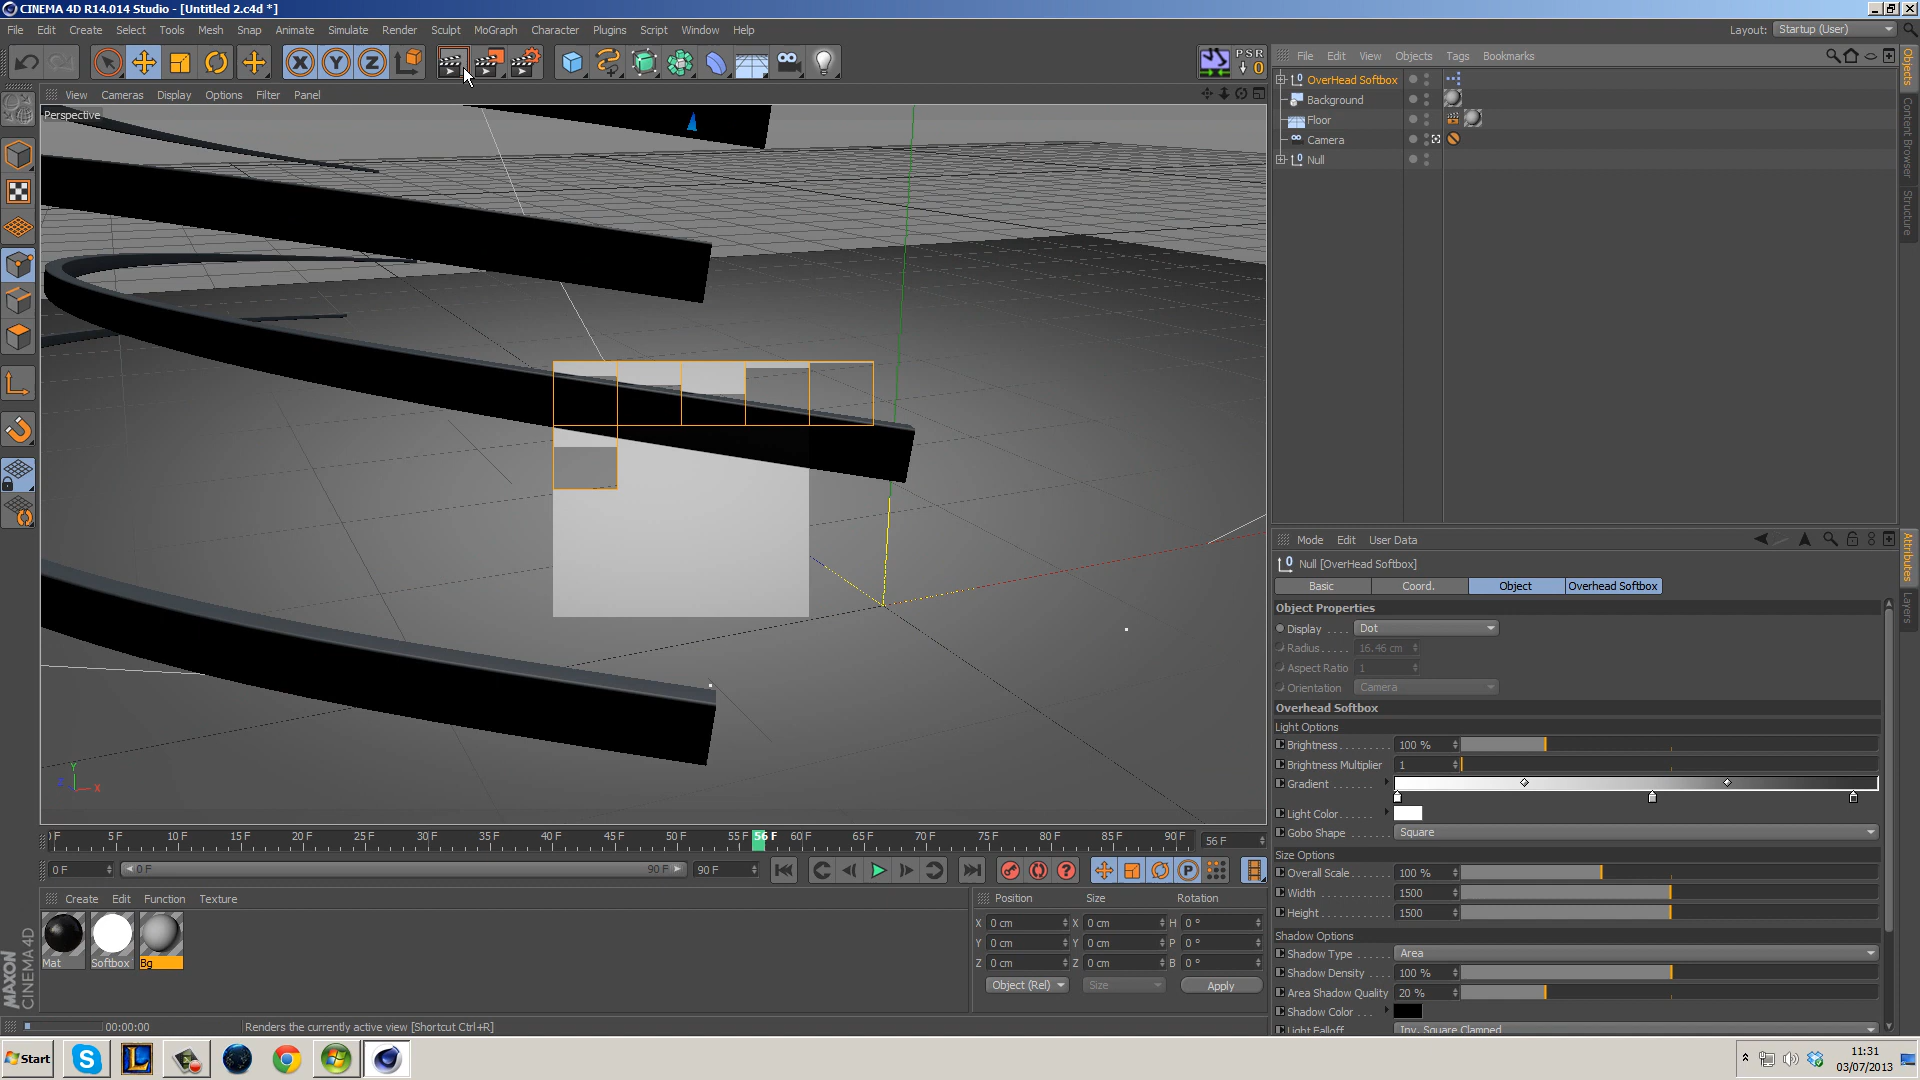 CINEMA 4D R14.014 Studio - [Untitled 2.c4d *]
File Edit Create Select Tools Mesh Snap Animate Simulate Render Sculpt MoGraph Character Plugins Script Window Help
Layout: Startup (User)
X Y Z
PSR
0
File Edit View Objects Tags Bookmarks
View Cameras Display Options Filter Panel
Perspective
OverHead Softbox
Background
Floor
Camera
Null
Objects
Content Browser
Structure
Mode Edit User Data
Null [OverHead Softbox]
Basic Coord. Object Overhead Softbox
Attributes
Layers
Object Properties
Display Dot
Radius 16.46 cm
Aspect Ratio 1
Orientation Camera
Overhead Softbox
Light Options
Brightness 100 %
Brightness Multiplier 1
Gradient
Light Color
Gobo Shape Square
Size Options
Overall Scale 100 %
Width 1500
Height 1500
Shadow Options
Shadow Type Area
Shadow Density 100 %
Area Shadow Quality 20 %
Shadow Color
Light Falloff Inv. Square Clamped
Y
Z X
5 F 10 F 15 F 20 F 25 F 30 F 35 F 40 F 45 F 50 F 55 F 56 F 60 F 65 F 70 F 75 F 80 F 85 F 90 F 56 F
0 F 0 F 90 F 90 F
Create Edit Function Texture
Mat Softbox Bg
Position Size Rotation
X 0 cm X 0 cm H 0 °
Y 0 cm Y 0 cm P 0 °
Z 0 cm Z 0 cm B 0 °
Object (Rel) Size Apply
MAXON
CINEMA 4D
00:00:00 Renders the currently active view [Shortcut Ctrl+R]
Start
11:31
03/07/2013